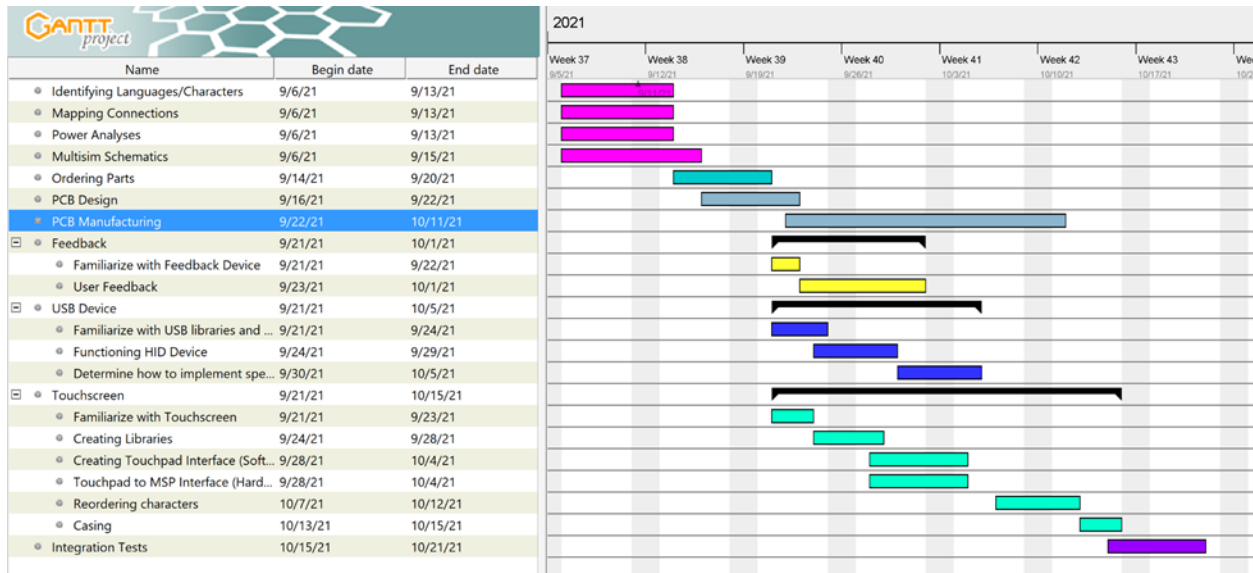 GANTT
project
2021
Name Begin date End date
Week 37 Week 38 Week 39 Week 40 Week 41 Week 42 Week 43
9/5/21 9/12/21 9/19/21 9/26/21 10/3/21 10/10/21 10/17/21
Identifying Languages/Characters 9/6/21 9/13/21 9/11/21
Mapping Connections 9/6/21 9/13/21
Power Analyses 9/6/21 9/13/21
Multisim Schematics 9/6/21 9/15/21
Ordering Parts 9/14/21 9/20/21
PCB Design 9/16/21 9/22/21
PCB Manufacturing 9/22/21 10/11/21
Feedback 9/21/21 10/1/21
Familiarize with Feedback Device 9/21/21 9/22/21
User Feedback 9/23/21 10/1/21
USB Device 9/21/21 10/5/21
Familiarize with USB libraries and ... 9/21/21 9/24/21
Functioning HID Device 9/24/21 9/29/21
Determine how to implement spe... 9/30/21 10/5/21
Touchscreen 9/21/21 10/15/21
Familiarize with Touchscreen 9/21/21 9/23/21
Creating Libraries 9/24/21 9/28/21
Creating Touchpad Interface (Soft... 9/28/21 10/4/21
Touchpad to MSP Interface (Hard... 9/28/21 10/4/21
Reordering characters 10/7/21 10/12/21
Casing 10/13/21 10/15/21
Integration Tests 10/15/21 10/21/21